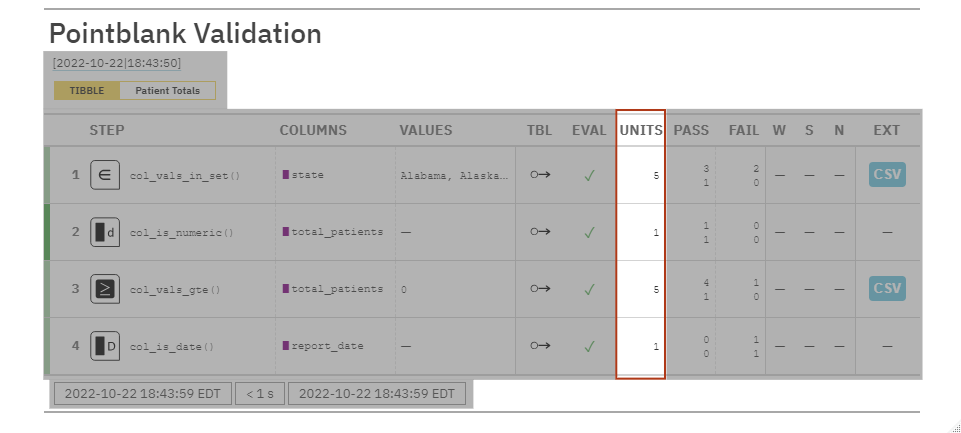 Pointblank Validation
[2022-10-22|18:43:50]
TIBBLE Patient Totals
STEP COLUMNS VALUES TBL EVAL UNITS PASS FAIL W S N EXT
1 ∈ col_vals_in_set() state Alabama, Alaska… ✓ 5 3 2 — — — CSV
1 0
2 d col_is_numeric() total_patients — ✓ 1 1 0 — — — —
1 0
3 ≥ col_vals_gte() total_patients 0 ✓ 5 4 1 — — — CSV
1 0
4 D col_is_date() report_date — ✓ 1 0 1 — — — —
0 1
2022-10-22 18:43:59 EDT < 1 s 2022-10-22 18:43:59 EDT